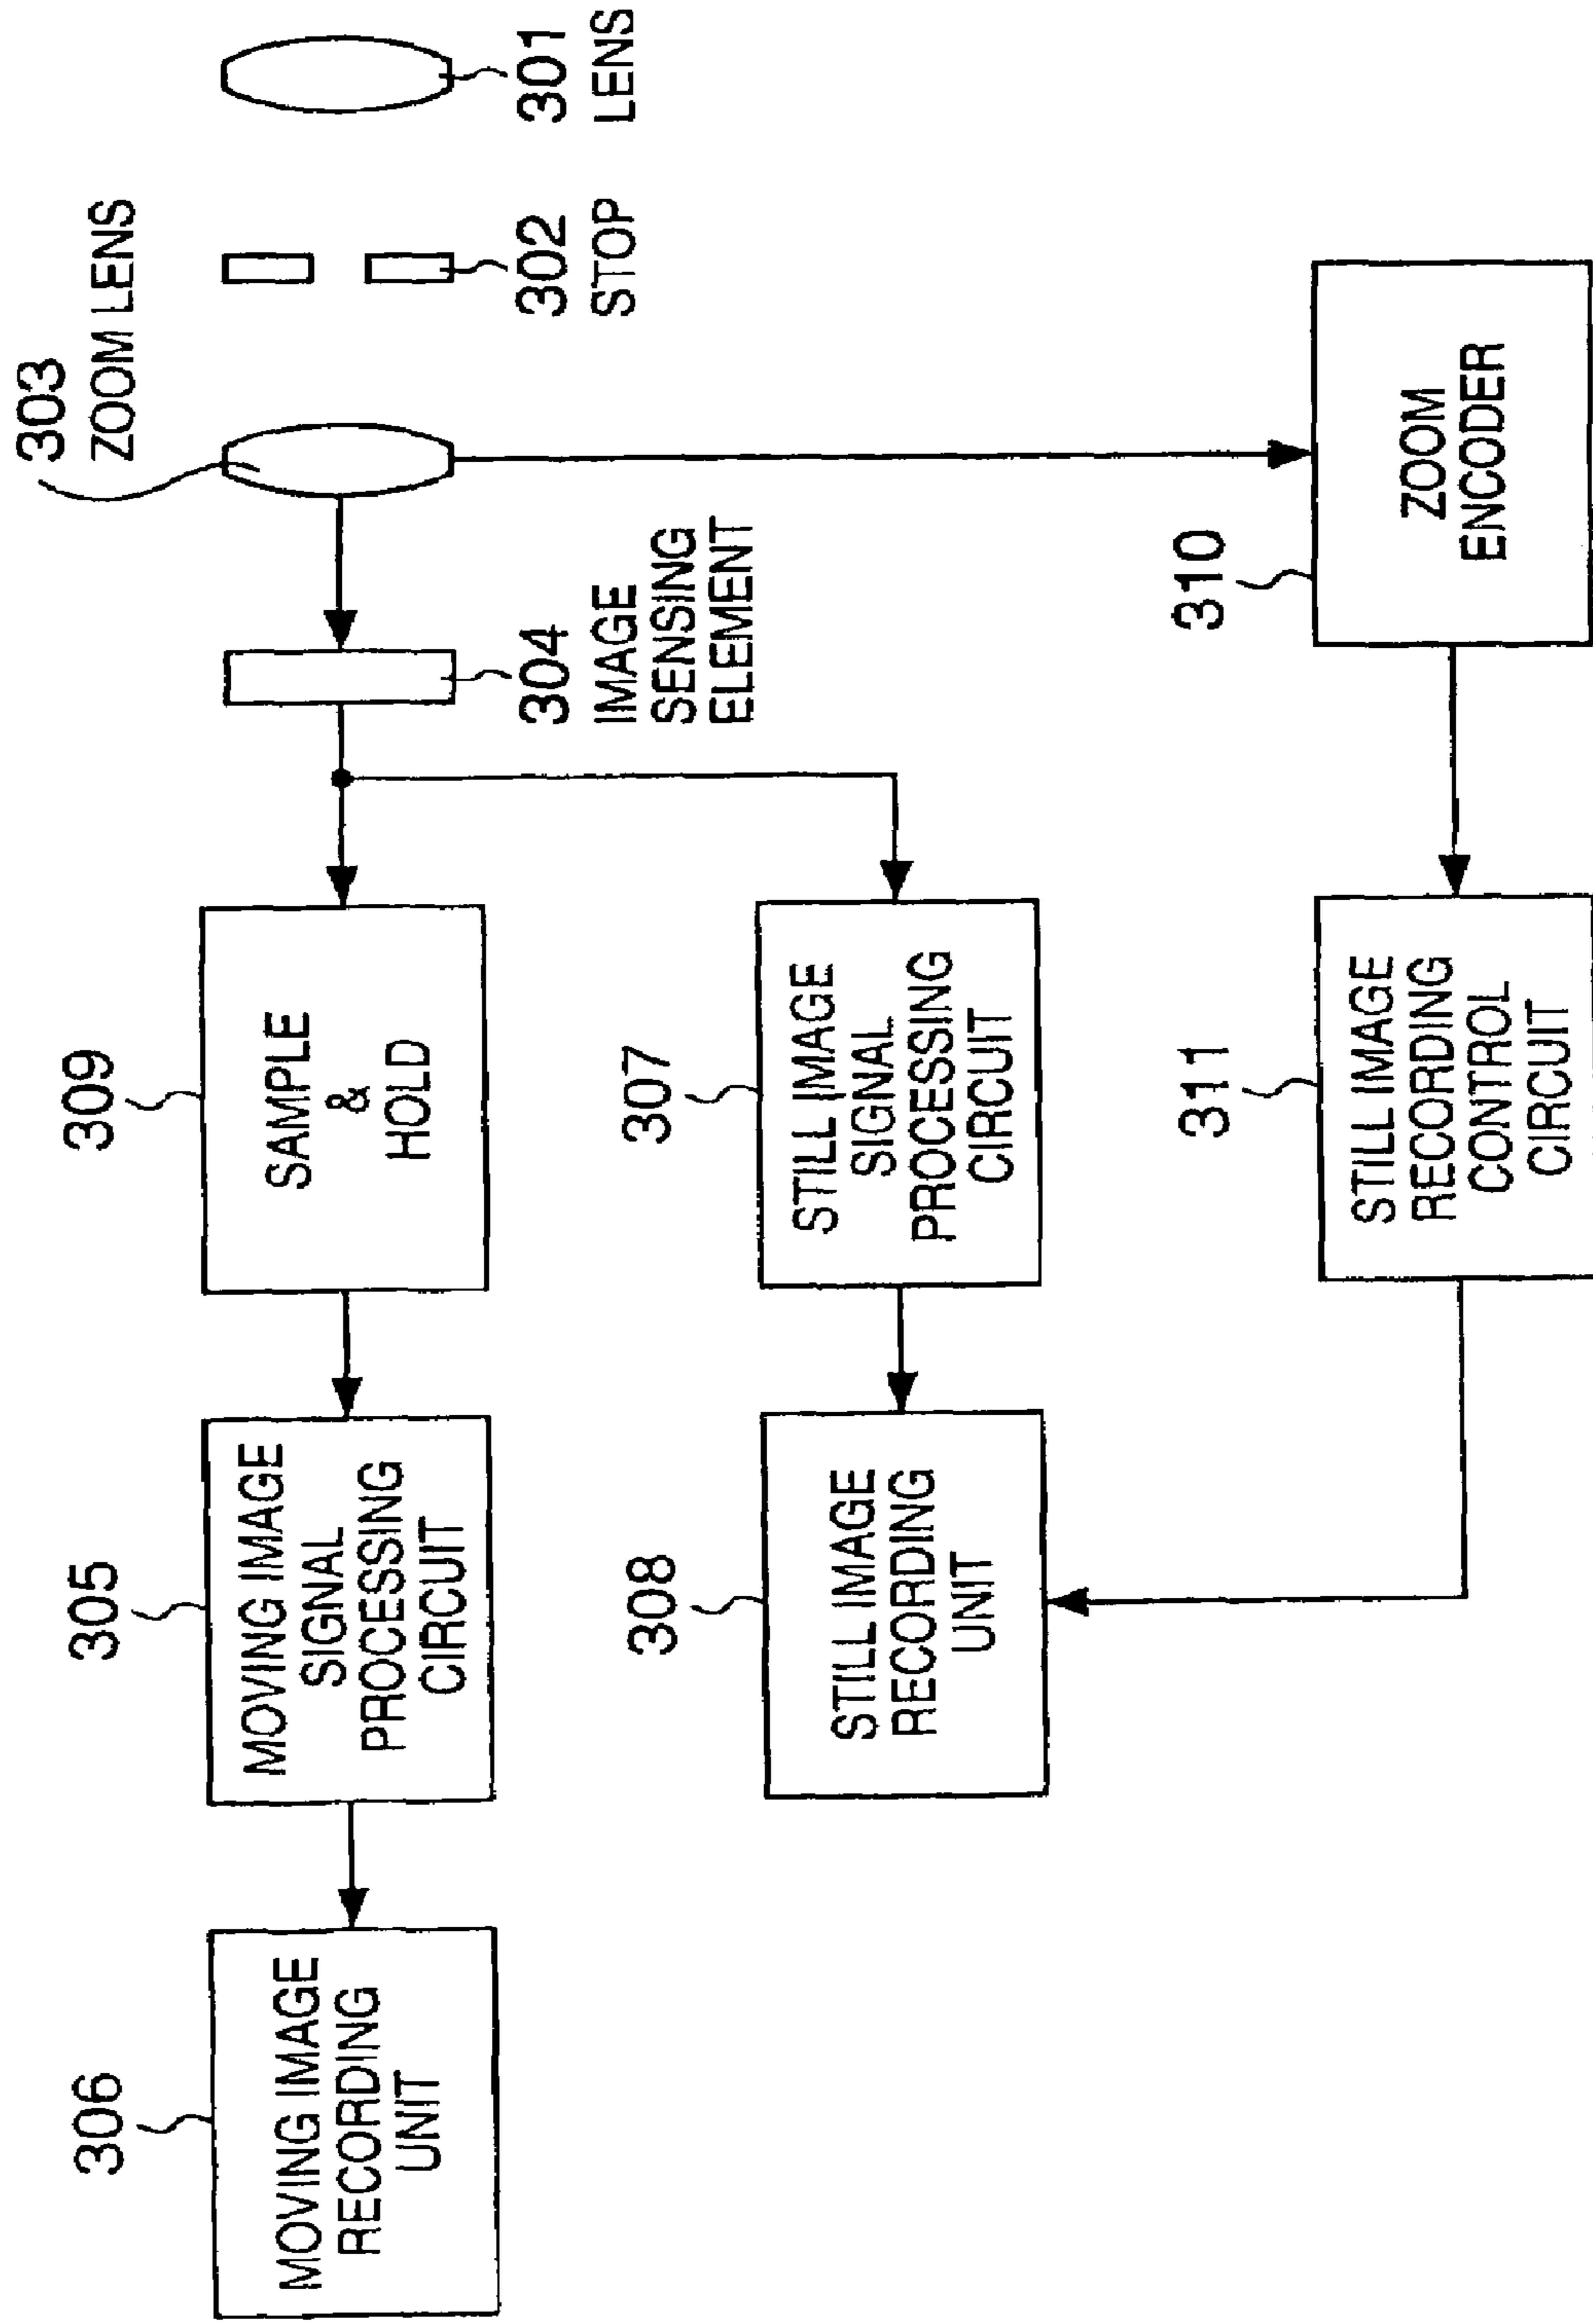 306
MOVING IMAGE
RECORDING
UNIT
305
MOVING IMAGE
SIGNAL
PROCESSING
CIRCUIT
309
SAMPLE
&
HOLD
303
ZOOM LENS
304
IMAGE
SENSING
ELEMENT
302
STOP
301
LENS
308
STILL IMAGE
RECORDING
UNIT
307
STILL IMAGE
SIGNAL
PROCESSING
CIRCUIT
311
STILL IMAGE
RECORDING
CONTROL
CIRCUIT
310
ZOOM
ENCODER